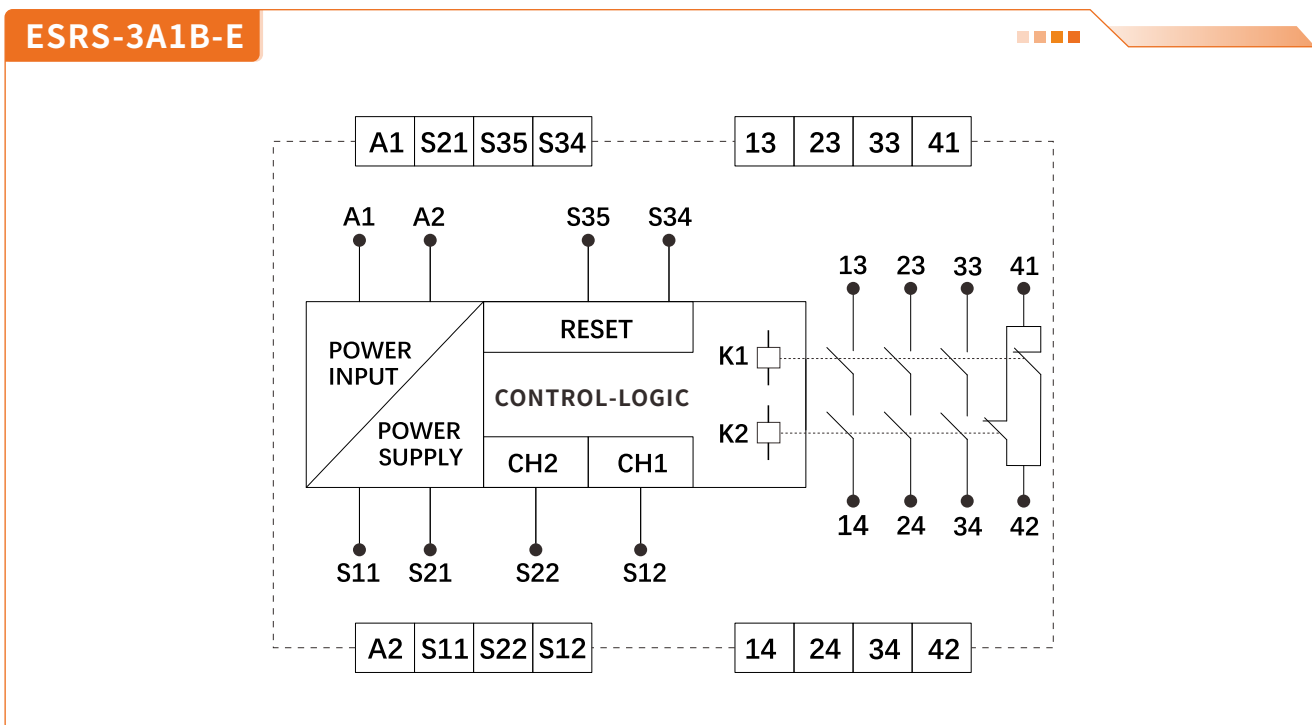 ESRS-3A1B-E
A1 S21 S35 S34 13 23 33 41
A1 A2 S35 S34
13 23 33 41
RESET
POWER
INPUT
K1
CONTROL-LOGIC
POWER
SUPPLY
K2
CH2 CH1
14 24 34 42
S11 S21 S22 S12
A2 S11 S22 S12 14 24 34 42